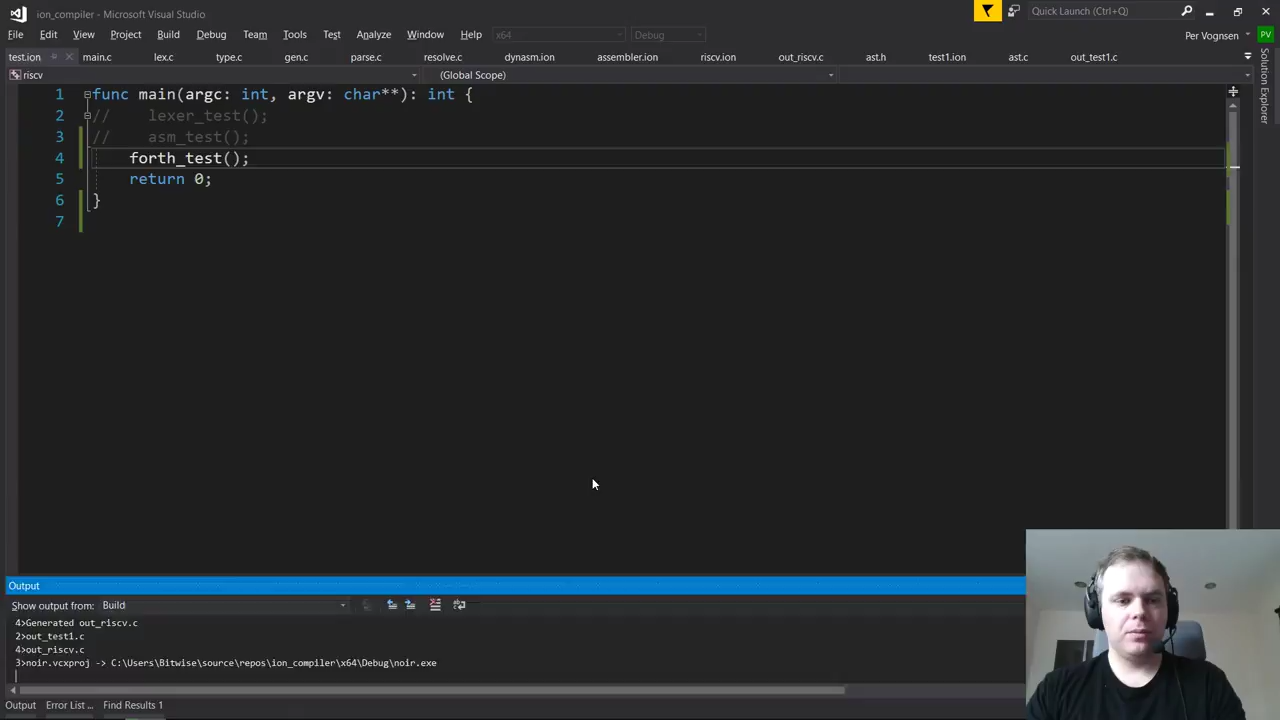 ion_compiler - Microsoft Visual Studio
Quick Launch (Ctrl+Q)
File Edit View Project Build Debug Team Tools Test Analyze Window Help x64 Debug
Per Vognsen PV
test.ion main.c lex.c type.c gen.c parse.c resolve.c dynasm.ion assembler.ion riscv.ion out_riscv.c ast.h test1.ion ast.c out_test1.c
riscv (Global Scope)
Solution Explorer
1 func main(argc: int, argv: char**): int {
2 // lexer_test();
3 // asm_test();
4 forth_test();
5 return 0;
6 }
7
Output
Show output from: Build
4>Generated out_riscv.c
2>out_test1.c
4>out_riscv.c
3>noir.vcxproj -> C:\Users\Bitwise\source\repos\ion_compiler\x64\Debug\noir.exe
Output Error List ... Find Results 1